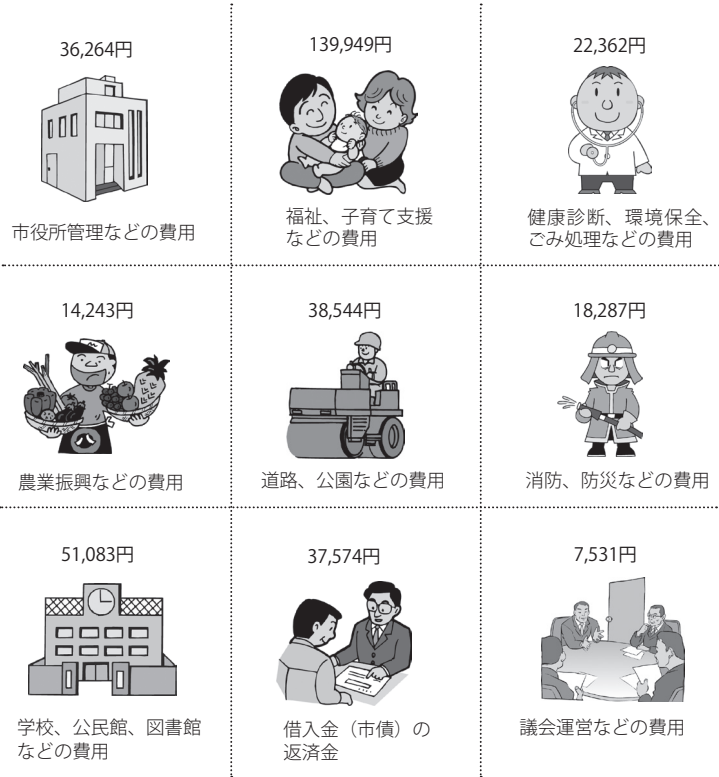 36,264円
市役所管理などの費用
139,949円
福祉、子育て支援
などの費用
22,362円
健康診断、環境保全、
ごみ処理などの費用
14,243円
農業振興などの費用
38,544円
道路、公園などの費用
18,287円
消防、防災などの費用
51,083円
学校、公民館、図書館
などの費用
37,574円
借入金（市債）の
返済金
7,531円
議会運営などの費用